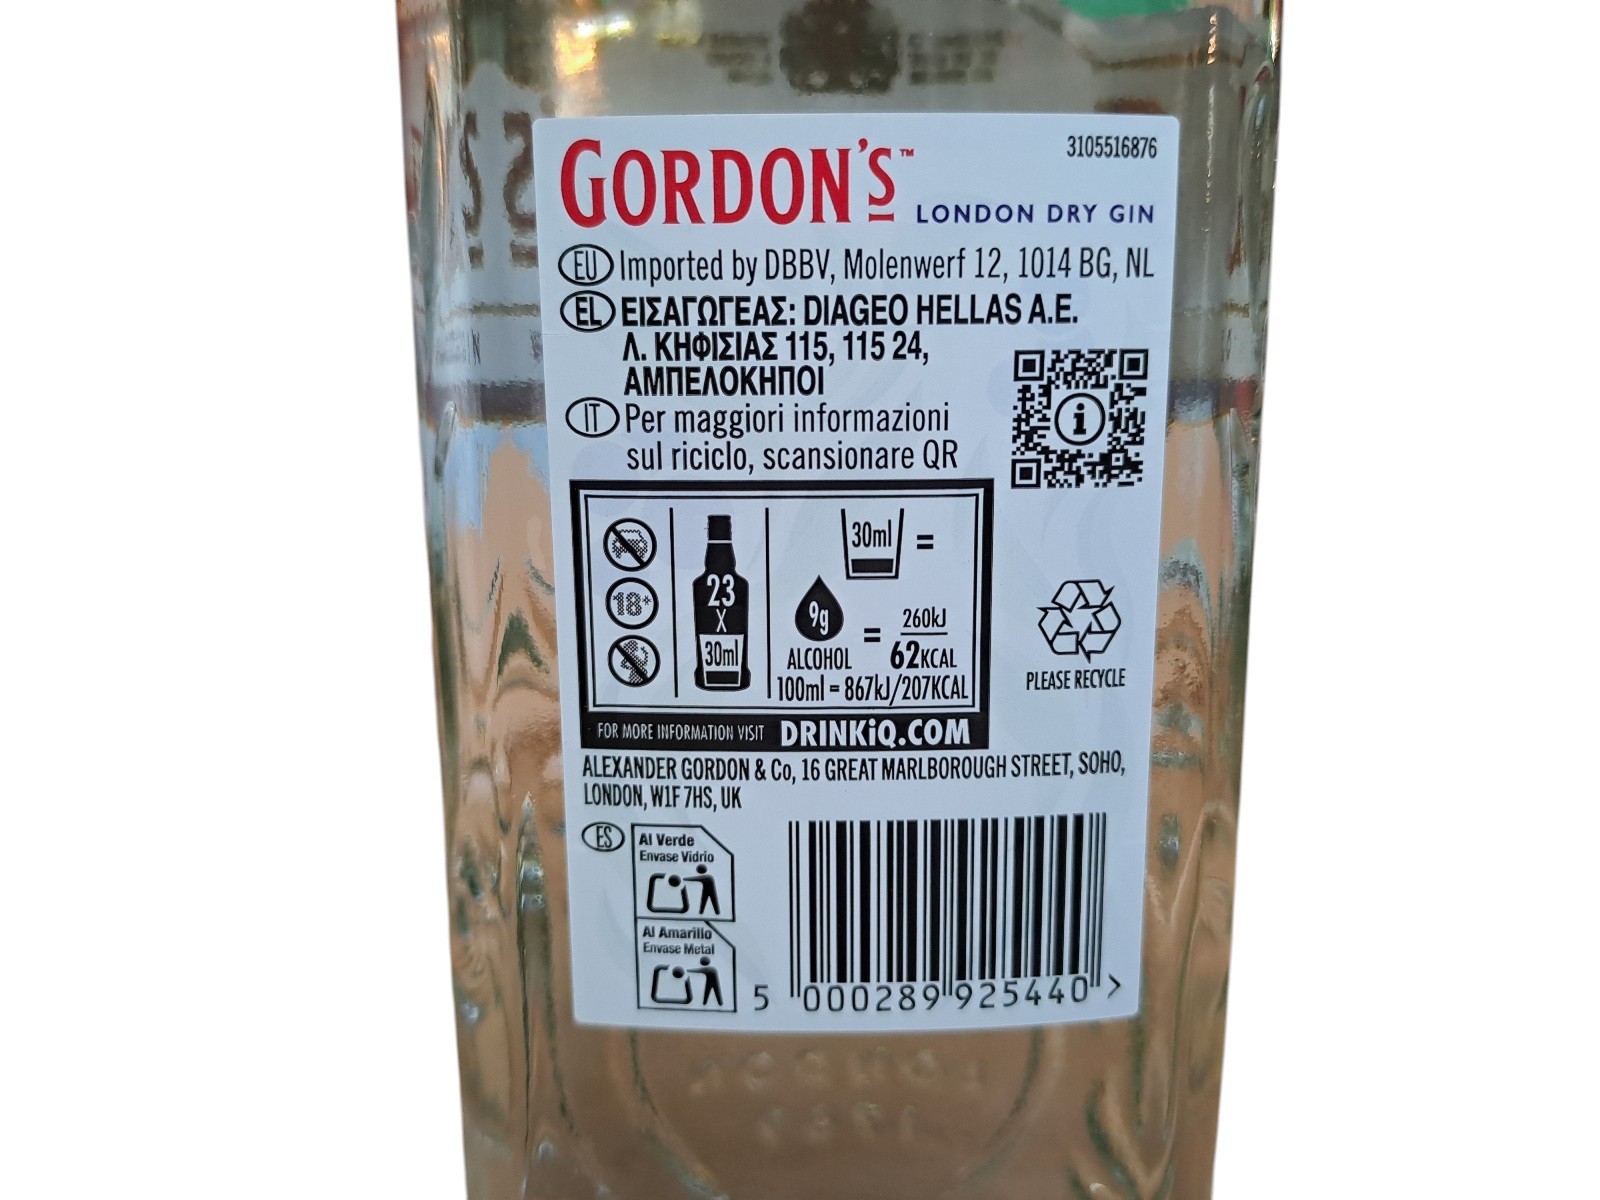 GORDON'S™
3105516876
LONDON DRY GIN
EU Imported by DBBV, Molenwerf 12, 1014 BG, NL
EL ΕΙΣΑΓΩΓΕΑΣ: DIAGEO HELLAS A.E.
Λ. ΚΗΦΙΣΙΑΣ 115, 115 24,
ΑΜΠΕΛΟΚΗΠΟΙ
IT Per maggiori informazioni
sul riciclo, scansionare QR
i
30ml =
18+
23
X
30ml
9g
ALCOHOL
=
260kJ
62KCAL
100ml = 867kJ/207KCAL
PLEASE RECYCLE
FOR MORE INFORMATION VISIT DRINKiQ.COM
ALEXANDER GORDON & Co, 16 GREAT MARLBOROUGH STREET, SOHO,
LONDON, W1F 7HS, UK
ES
Al Verde
Envase Vidrio
Al Amarillo
Envase Metal
5 000289 925440 >